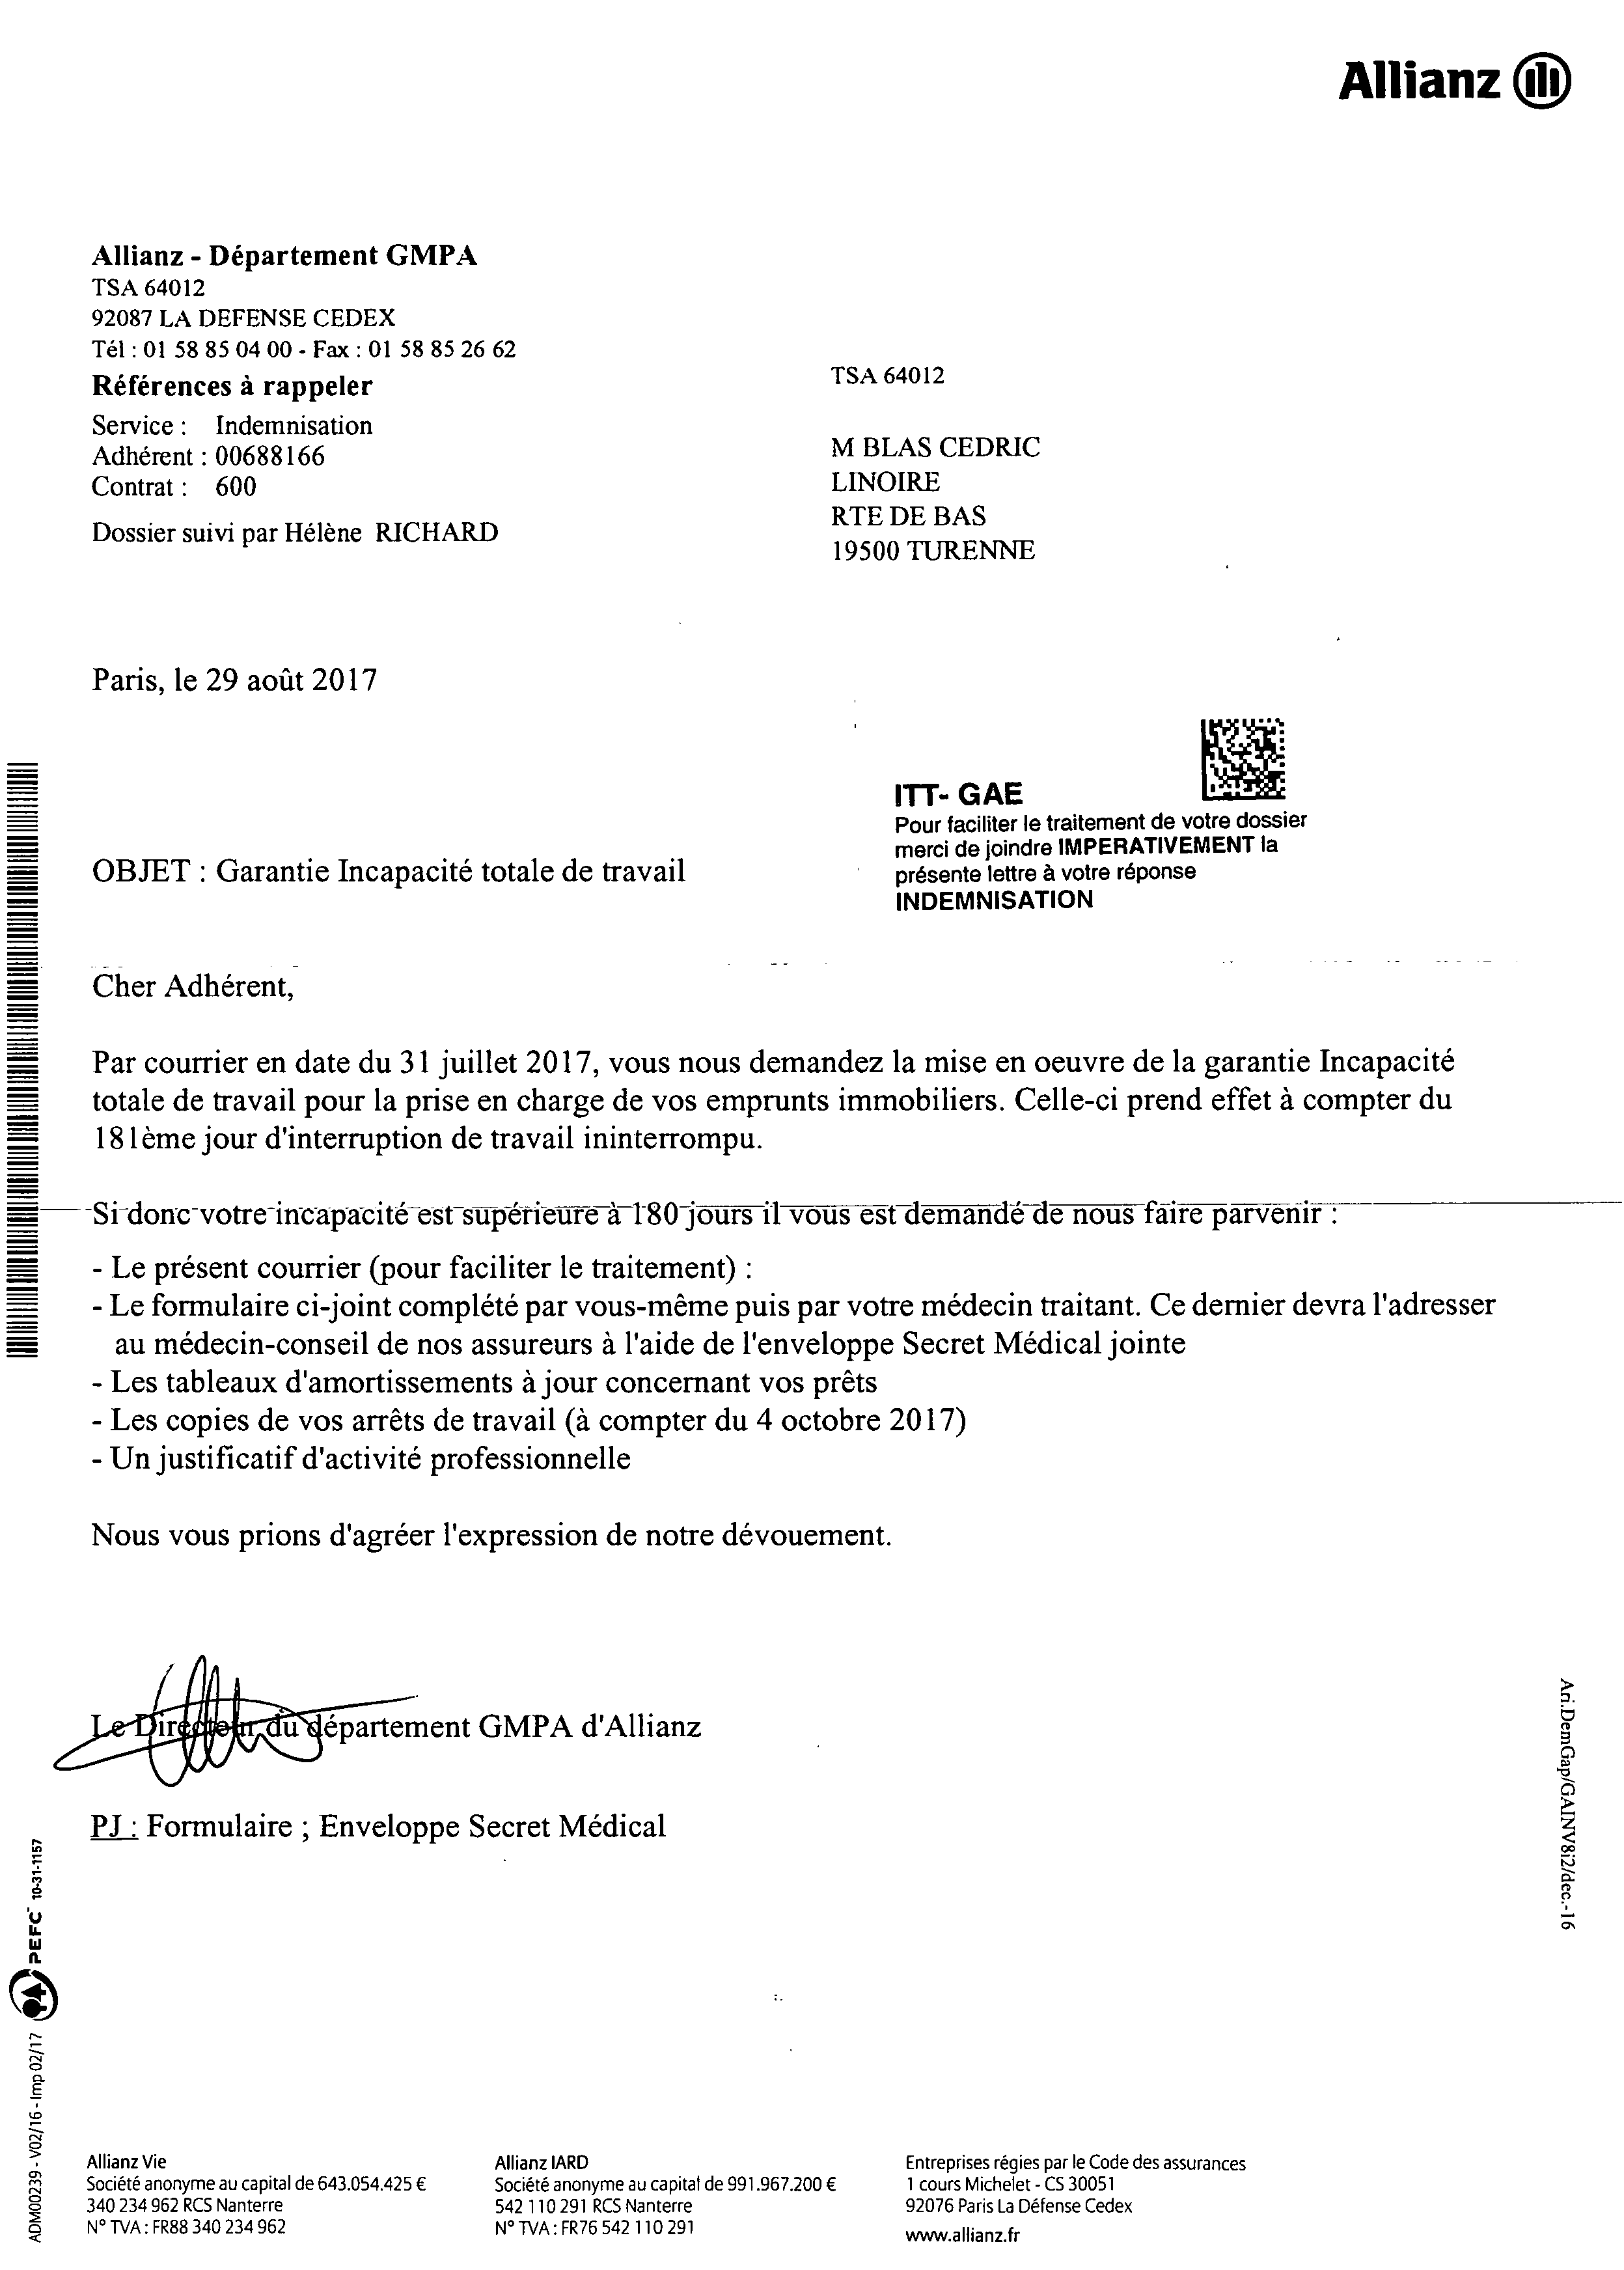 Allianz
Allianz - Département GMPA
TSA 64012
92087 LA DEFENSE CEDEX
Tél : 01 58 85 04 00 - Fax : 01 58 85 26 62
Références à rappeler
Service : Indemnisation
Adhérent : 00688166
Contrat : 600
Dossier suivi par Hélène RICHARD
TSA 64012
M BLAS CEDRIC
LINOIRE
RTE DE BAS
19500 TURENNE
Paris, le 29 août 2017
ITT- GAE
Pour faciliter le traitement de votre dossier
merci de joindre IMPERATIVEMENT la
présente lettre à votre réponse
INDEMNISATION
OBJET : Garantie Incapacité totale de travail
Cher Adhérent,
Par courrier en date du 31 juillet 2017, vous nous demandez la mise en oeuvre de la garantie Incapacité
totale de travail pour la prise en charge de vos emprunts immobiliers. Celle-ci prend effet à compter du
181ème jour d'interruption de travail ininterrompu.
Si donc votre incapacité est supérieure à 180 jours il vous est demandé de nous faire parvenir :
- Le présent courrier (pour faciliter le traitement) :
- Le formulaire ci-joint complété par vous-même puis par votre médecin traitant. Ce dernier devra l'adresser
au médecin-conseil de nos assureurs à l'aide de l'enveloppe Secret Médical jointe
- Les tableaux d'amortissements à jour concernant vos prêts
- Les copies de vos arrêts de travail (à compter du 4 octobre 2017)
- Un justificatif d'activité professionnelle
Nous vous prions d'agréer l'expression de notre dévouement.
Le Directeur du département GMPA d'Allianz
PJ : Formulaire ; Enveloppe Secret Médical
Ari.DemGap/GAINV8i2/dec.-16
ADM00239 - V02/16 - Imp 02/17 PEFC 10-31-1157
Allianz Vie
Société anonyme au capital de 643.054.425 €
340 234 962 RCS Nanterre
N° TVA : FR88 340 234 962
Allianz IARD
Société anonyme au capital de 991.967.200 €
542 110 291 RCS Nanterre
N° TVA : FR76 542 110 291
Entreprises régies par le Code des assurances
1 cours Michelet - CS 30051
92076 Paris La Défense Cedex
www.allianz.fr